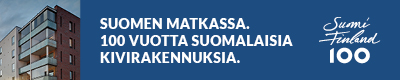 SUOMEN MATKASSA.
100 VUOTTA SUOMALAISIA
KIVIRAKENNUKSIA.
Suomi
Finland
100